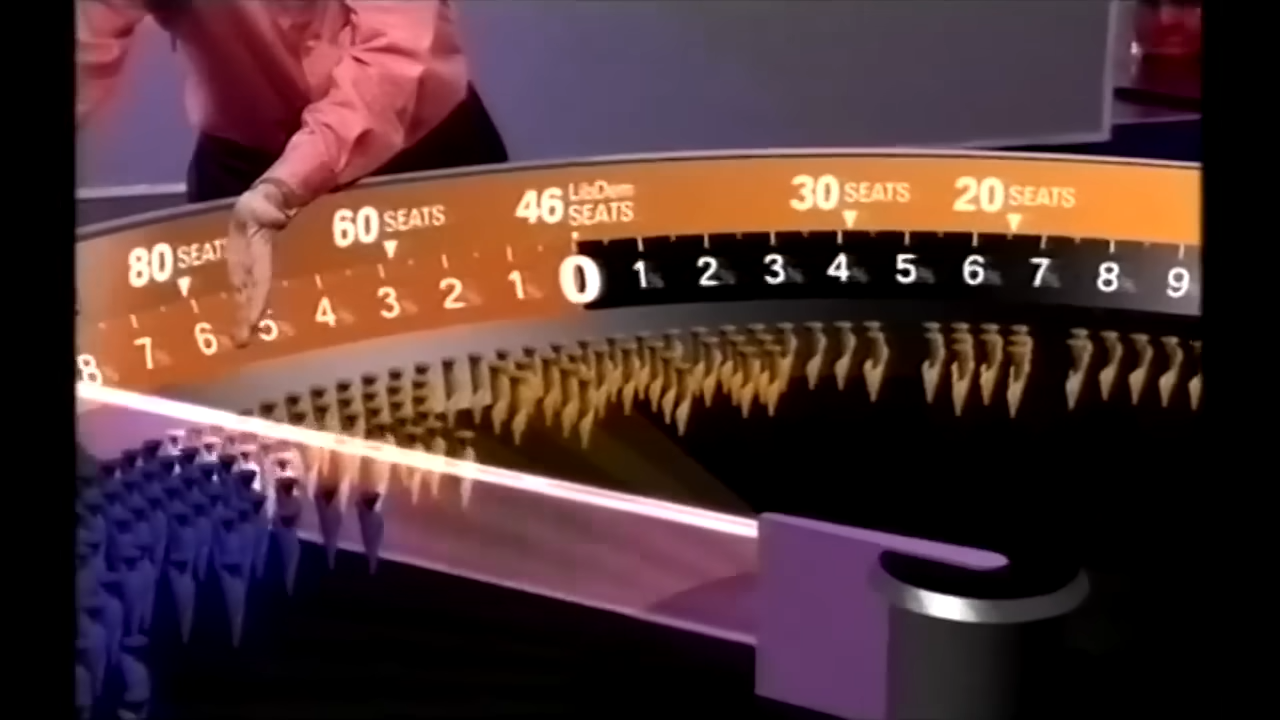 80 SEATS
60 SEATS
46 LibDem SEATS
30 SEATS
20 SEATS
8 7 6 5 4 3 2 1 0 1% 2% 3% 4% 5% 6% 7% 8% 9%